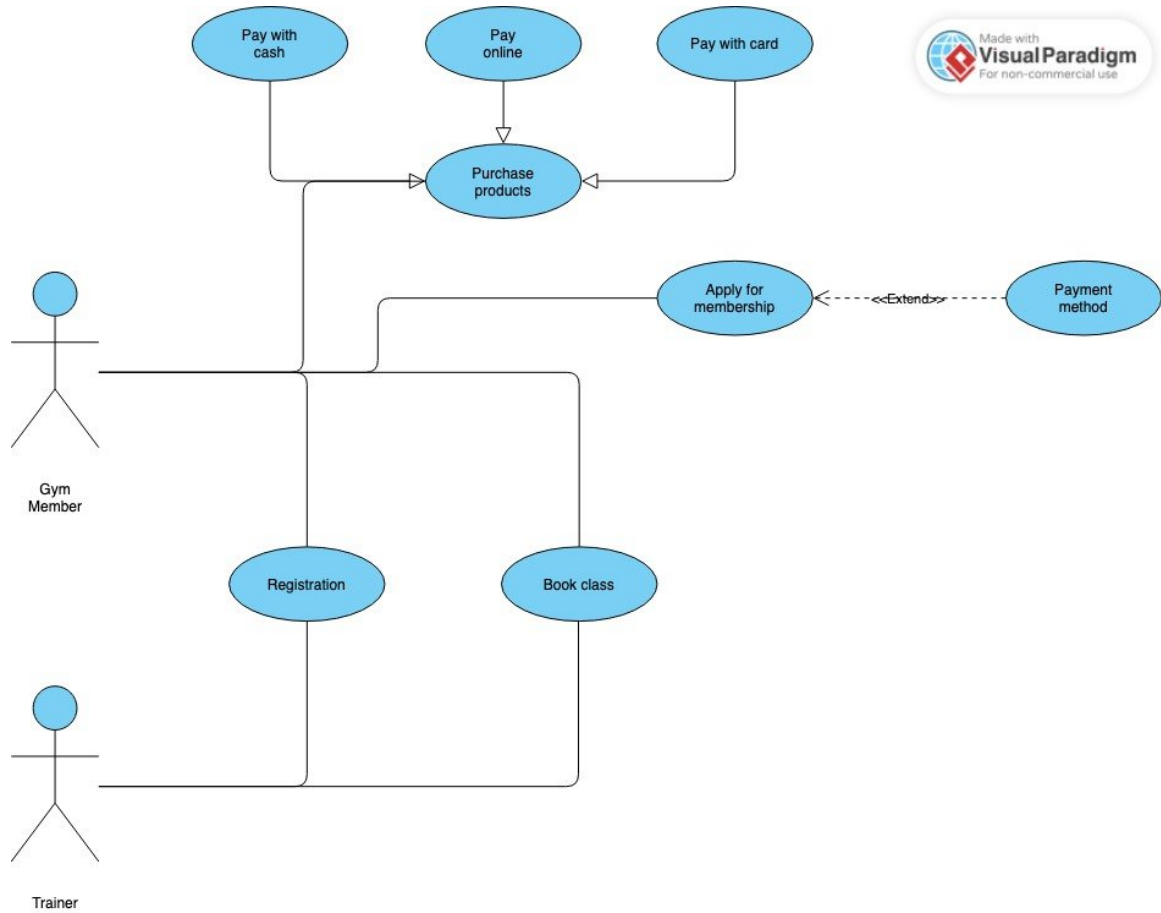 Pay with
cash
Pay
online
Pay with card
Made with
Visual Paradigm
For non-commercial use
Purchase
products
Apply for
membership
<<Extend>>
Payment
method
Gym
Member
Registration
Book class
Trainer